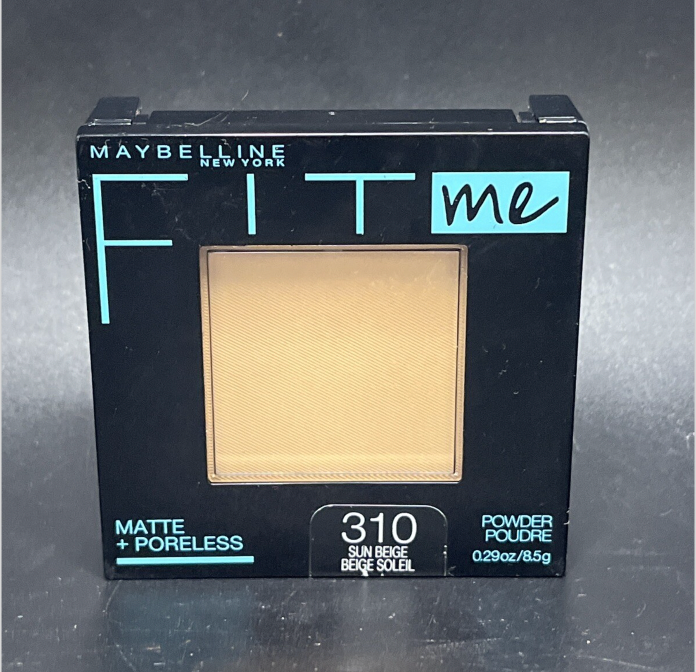 MAYBELLINE
NEW YORK
FIT me
MATTE
+ PORELESS
310
SUN BEIGE
BEIGE SOLEIL
POWDER
POUDRE
0.29oz/8.5g